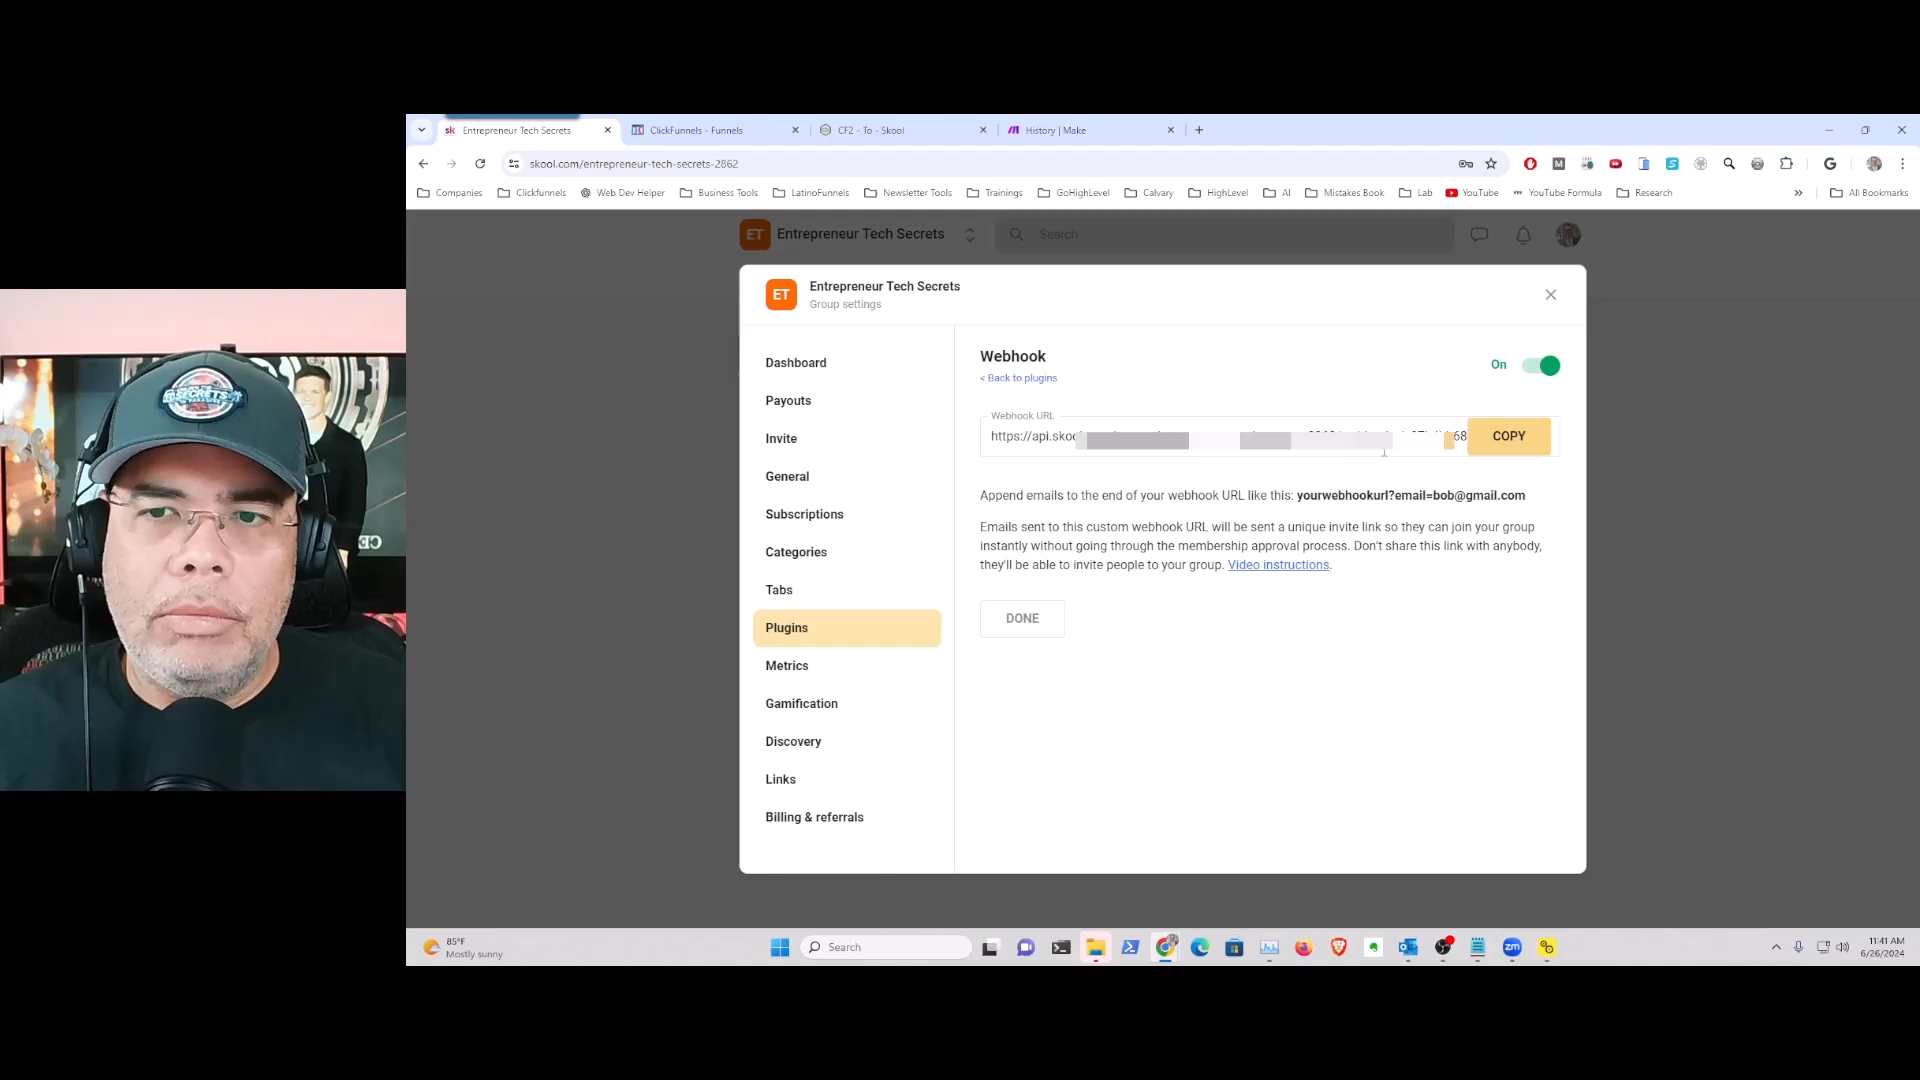 Entrepreneur Tech Secrets
ClickFunnels - Funnels
CF2 - To - Skool
History | Make
skool.com/entrepreneur-tech-secrets-2862
Companies
Clickfunnels
Web Dev Helper
Business Tools
LatinoFunnels
Newsletter Tools
Trainings
GoHighLevel
Calvary
HighLevel
AI
Mistakes Book
Lab
YouTube
YouTube Formula
Research
All Bookmarks
ET Entrepreneur Tech Secrets
Search
ET
Entrepreneur Tech Secrets
Group settings
Dashboard
Payouts
Invite
General
Subscriptions
Categories
Tabs
Plugins
Metrics
Gamification
Discovery
Links
Billing & referrals
Webhook
On
< Back to plugins
Webhook URL
https://api.skoo
68
COPY
Append emails to the end of your webhook URL like this: yourwebhookurl?email=bob@gmail.com
Emails sent to this custom webhook URL will be sent a unique invite link so they can join your group
instantly without going through the membership approval process. Don't share this link with anybody,
they'll be able to invite people to your group. Video instructions.
DONE
SECRETS
85°F
Mostly sunny
Search
zm
11:41 AM
6/26/2024